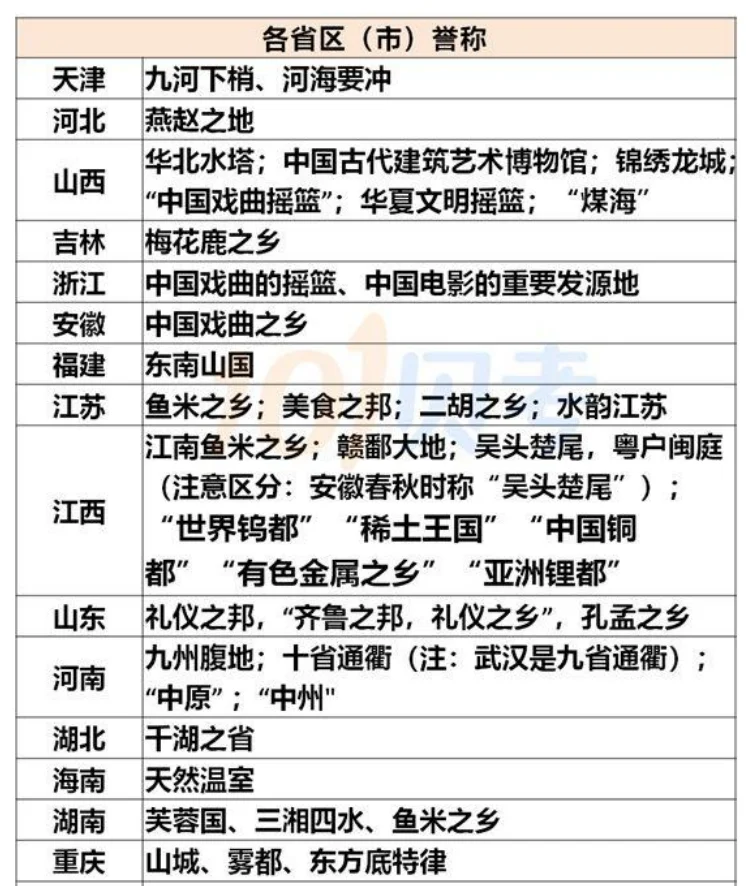 各省区（市）誉称
天津 九河下梢、河海要冲
河北 燕赵之地
山西 华北水塔；中国古代建筑艺术博物馆；锦绣龙城；
“中国戏曲摇篮”；华夏文明摇篮；“煤海”
吉林 梅花鹿之乡
浙江 中国戏曲的摇篮、中国电影的重要发源地
安徽 中国戏曲之乡
福建 东南山国
江苏 鱼米之乡；美食之邦；二胡之乡；水韵江苏
江西 江南鱼米之乡；赣鄱大地；吴头楚尾，粤户闽庭
（注意区分：安徽春秋时称“吴头楚尾”）；
“世界钨都” “稀土王国” “中国铜
都” “有色金属之乡” “亚洲锂都”
山东 礼仪之邦，“齐鲁之邦，礼仪之乡”，孔孟之乡
河南 九州腹地；十省通衢（注：武汉是九省通衢）；
“中原”；“中州"
湖北 千湖之省
海南 天然温室
湖南 芙蓉国、三湘四水、鱼米之乡
重庆 山城、雾都、东方底特律
101贝考